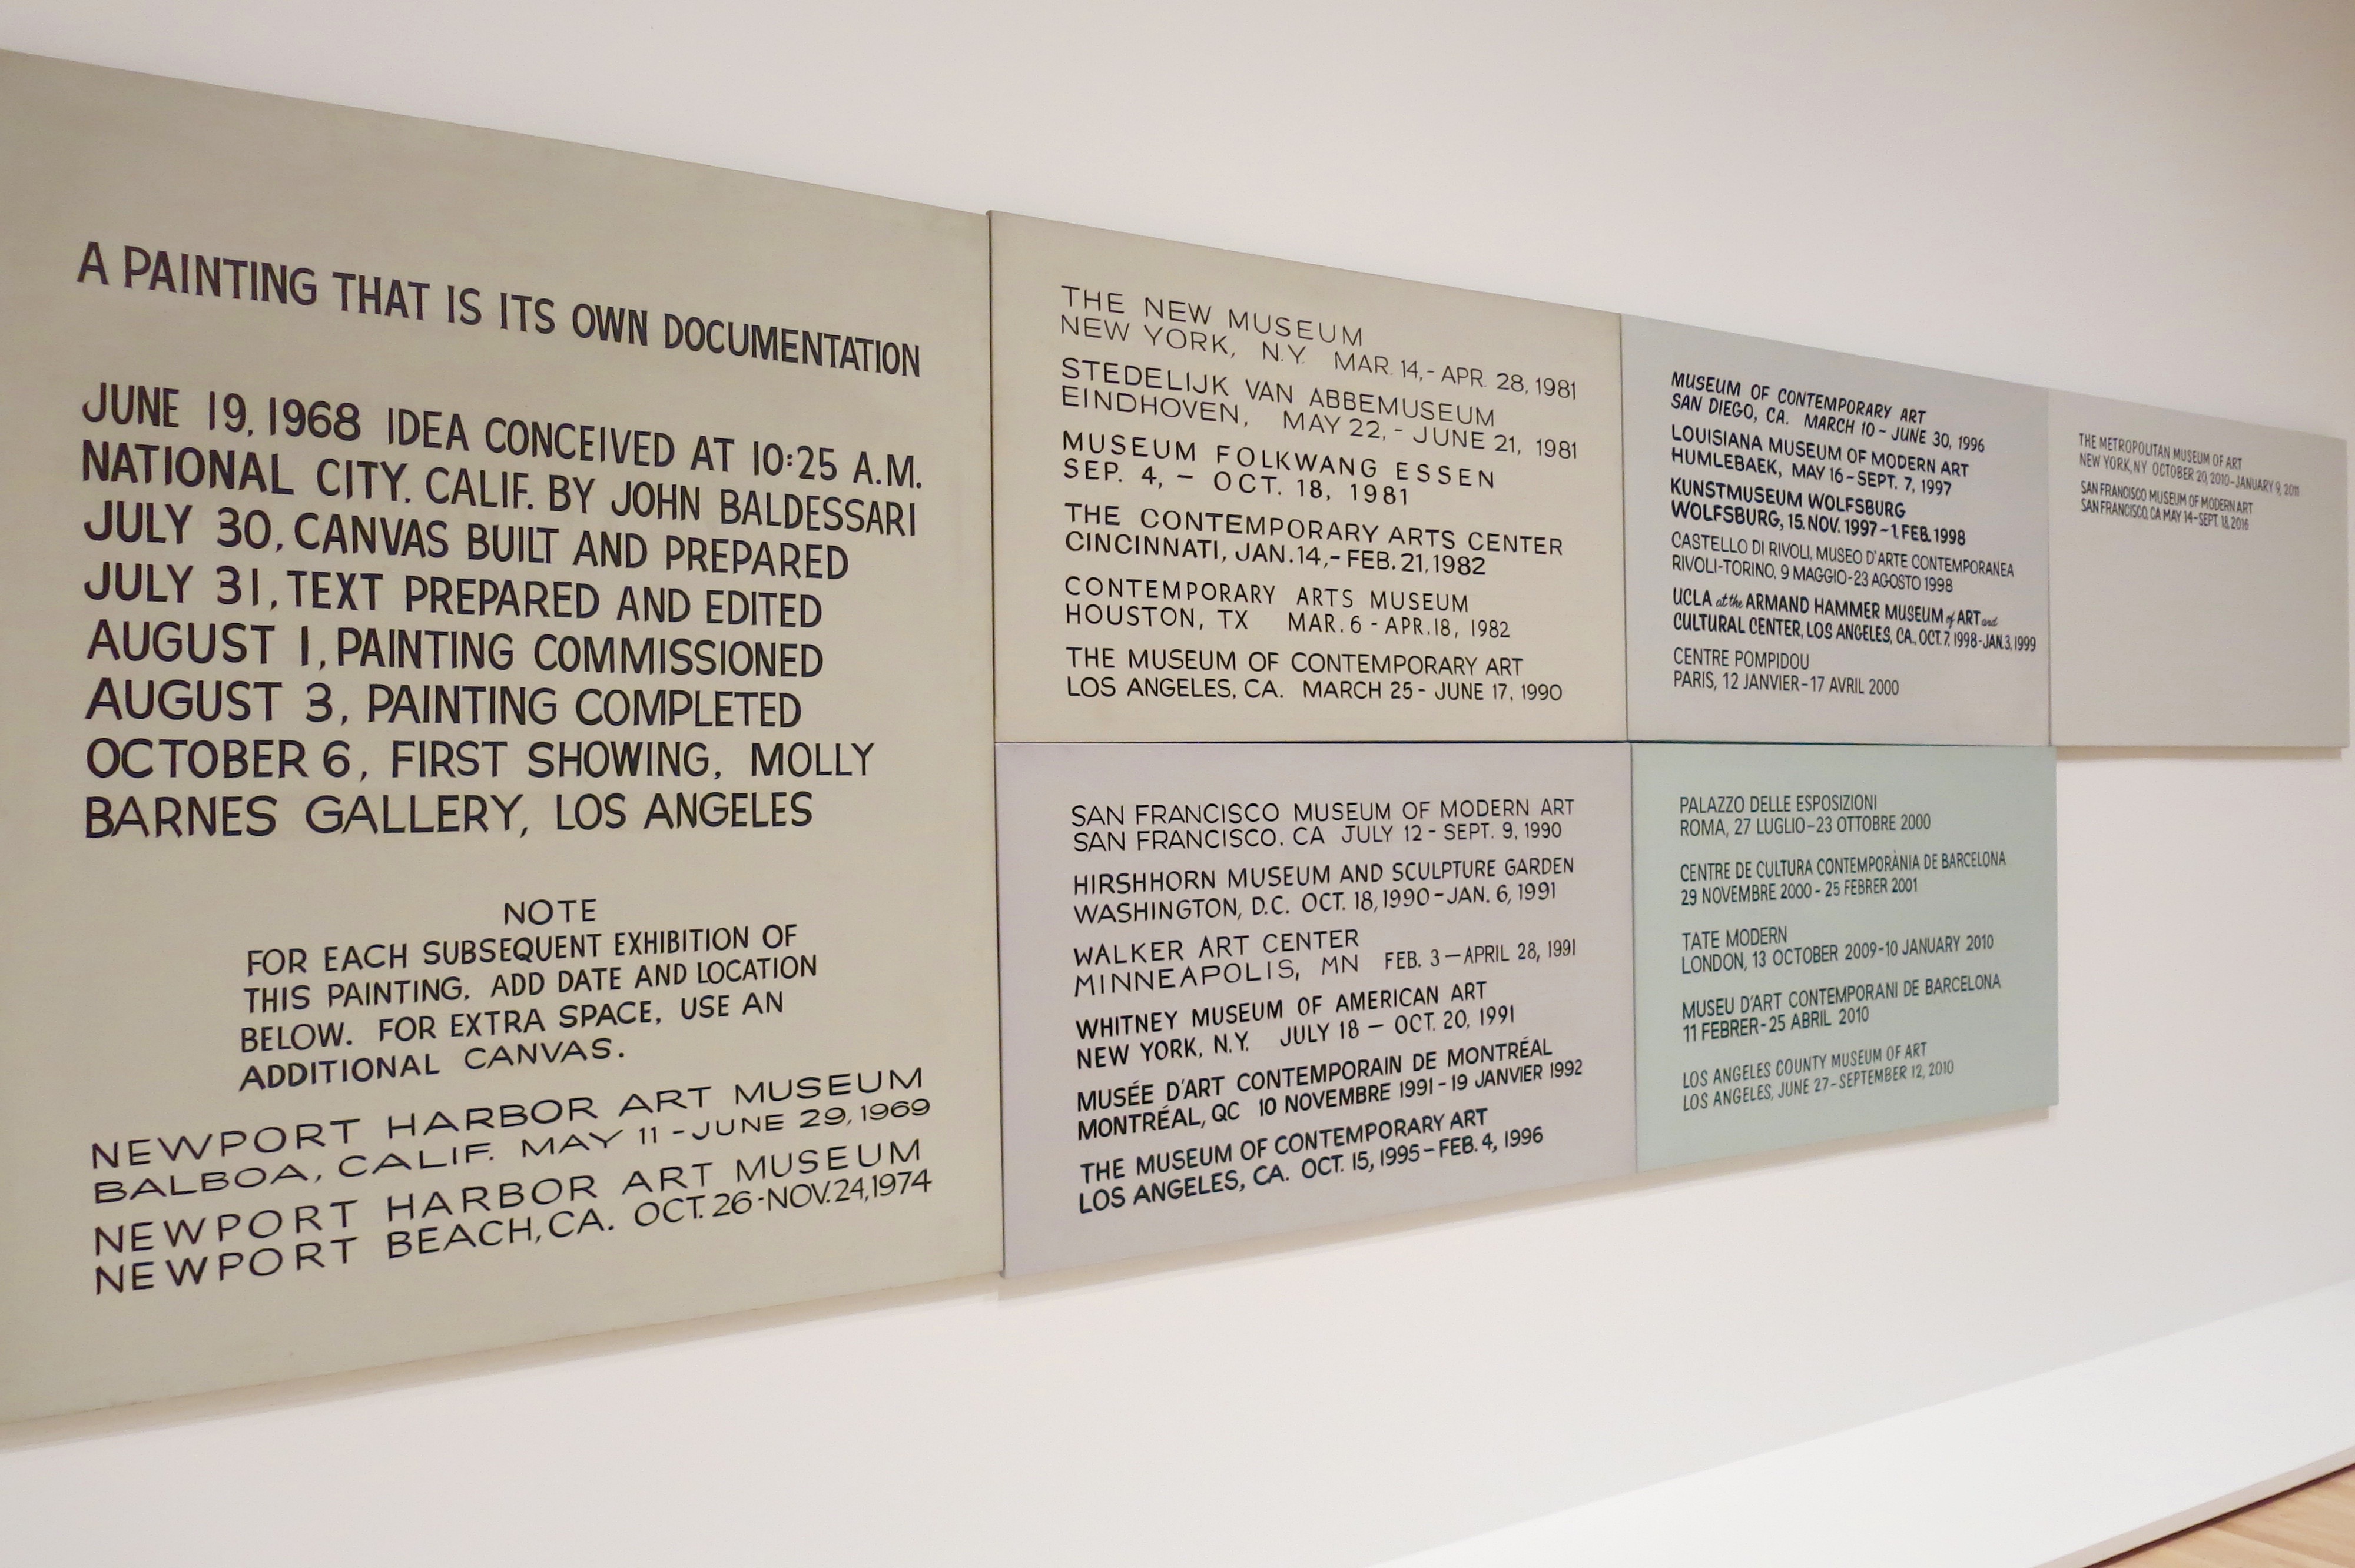 A PAINTING THAT IS ITS OWN DOCUMENTATION
JUNE 19, 1968 IDEA CONCEIVED AT 10:25 A.M.
NATIONAL CITY. CALIF. BY JOHN BALDESSARI
JULY 30, CANVAS BUILT AND PREPARED
JULY 31, TEXT PREPARED AND EDITED
AUGUST 1, PAINTING COMMISSIONED
AUGUST 3, PAINTING COMPLETED
OCTOBER 6, FIRST SHOWING, MOLLY
BARNES GALLERY, LOS ANGELES
NOTE
FOR EACH SUBSEQUENT EXHIBITION OF
THIS PAINTING, ADD DATE AND LOCATION
BELOW. FOR EXTRA SPACE, USE AN
ADDITIONAL CANVAS.
NEWPORT HARBOR ART MUSEUM
BALBOA, CALIF. MAY 11 - JUNE 29, 1969
NEWPORT HARBOR ART MUSEUM
NEWPORT BEACH, CA. OCT. 26-NOV. 24, 1974
THE NEW MUSEUM
NEW YORK, N.Y. MAR. 14,- APR. 28, 1981
STEDELIJK VAN ABBEMUSEUM
EINDHOVEN, MAY 22,- JUNE 21, 1981
MUSEUM FOLKWANG ESSEN
SEP. 4, – OCT. 18, 1981
THE CONTEMPORARY ARTS CENTER
CINCINNATI, JAN. 14,- FEB. 21, 1982
CONTEMPORARY ARTS MUSEUM
HOUSTON, TX MAR. 6 - APR. 18, 1982
THE MUSEUM OF CONTEMPORARY ART
LOS ANGELES, CA. MARCH 25 - JUNE 17, 1990
SAN FRANCISCO MUSEUM OF MODERN ART
SAN FRANCISCO. CA JULY 12 - SEPT. 9, 1990
HIRSHHORN MUSEUM AND SCULPTURE GARDEN
WASHINGTON, D.C. OCT. 18, 1990 – JAN. 6, 1991
WALKER ART CENTER
MINNEAPOLIS, MN FEB. 3 – APRIL 28, 1991
WHITNEY MUSEUM OF AMERICAN ART
NEW YORK, N.Y. JULY 18 – OCT. 20, 1991
MUSÉE D'ART CONTEMPORAIN DE MONTRÉAL
MONTRÉAL, QC 10 NOVEMBRE 1991 - 19 JANVIER 1992
THE MUSEUM OF CONTEMPORARY ART
LOS ANGELES, CA. OCT. 15, 1995 – FEB. 4, 1996
MUSEUM OF CONTEMPORARY ART
SAN DIEGO, CA. MARCH 10 – JUNE 30, 1996
LOUISIANA MUSEUM OF MODERN ART
HUMLEBAEK, MAY 16 – SEPT. 7, 1997
KUNSTMUSEUM WOLFSBURG
WOLFSBURG, 15. NOV. 1997 – 1. FEB. 1998
CASTELLO DI RIVOLI, MUSEO D'ARTE CONTEMPORANEA
RIVOLI-TORINO, 9 MAGGIO-23 AGOSTO 1998
UCLA at the ARMAND HAMMER MUSEUM of ART and
CULTURAL CENTER, LOS ANGELES, CA., OCT. 7, 1998-JAN. 3, 1999
CENTRE POMPIDOU
PARIS, 12 JANVIER – 17 AVRIL 2000
PALAZZO DELLE ESPOSIZIONI
ROMA, 27 LUGLIO – 23 OTTOBRE 2000
CENTRE DE CULTURA CONTEMPORÀNIA DE BARCELONA
29 NOVEMBRE 2000 - 25 FEBRER 2001
TATE MODERN
LONDON, 13 OCTOBER 2009-10 JANUARY 2010
MUSEU D'ART CONTEMPORANI DE BARCELONA
11 FEBRER - 25 ABRIL 2010
LOS ANGELES COUNTY MUSEUM OF ART
LOS ANGELES, JUNE 27 – SEPTEMBER 12, 2010
THE METROPOLITAN MUSEUM OF ART
NEW YORK, NY OCTOBER 20, 2010 – JANUARY 9, 2011
SAN FRANCISCO MUSEUM OF MODERN ART
SAN FRANCISCO, CA MAY 14 – SEPT. 18, 2016